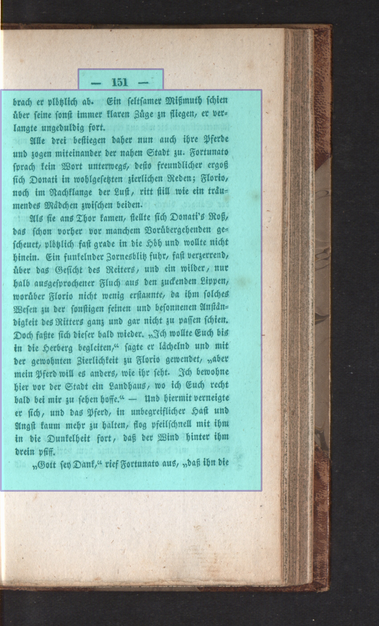 — 151 —
brach er plötzlich ab. Ein seltsamer Mißmuth schien
über seine sonst immer klaren Züge zu fliegen, er ver-
langte ungeduldig fort.
Alle drei bestiegen daher nun auch ihre Pferde
und zogen miteinander der nahen Stadt zu. Fortunato
sprach kein Wort unterwegs, desto freundlicher ergoß
sich Donati in wohlgesetzten zierlichen Reden; Florio,
noch im Nachklange der Lust, ritt still wie ein träu-
mendes Mädchen zwischen beiden.
Als sie ans Thor kamen, stellte sich Donati's Roß,
das schon vorher vor manchem Vorübergehenden ge-
scheuet, plötzlich fast grade in die Höh und wollte nicht
hinein. Ein funkelnder Zornesblitz fuhr, fast verzerrend,
über das Gesicht des Reiters, und ein wilder, nur
halb ausgesprochener Fluch aus den zuckenden Lippen,
worüber Florio nicht wenig erstaunte, da ihm solches
Wesen zu der sonstigen feinen und besonnenen Anstän-
digkeit des Ritters ganz und gar nicht zu passen schien.
Doch faßte sich dieser bald wieder. „Ich wollte Euch bis
in die Herberg begleiten,“ sagte er lächelnd und mit
der gewohnten Zierlichkeit zu Florio gewendet, „aber
mein Pferd will es anders, wie ihr seht. Ich bewohne
hier vor der Stadt ein Landhaus, wo ich Euch recht
bald bei mir zu sehen hoffe.“ — Und hiermit verneigte
er sich, und das Pferd, in unbegreiflicher Hast und
Angst kaum mehr zu halten, flog pfeilschnell mit ihm
in die Dunkelheit fort, daß der Wind hinter ihm
drein pfiff.
„Gott sey Dank,“ rief Fortunato aus, „daß ihn die